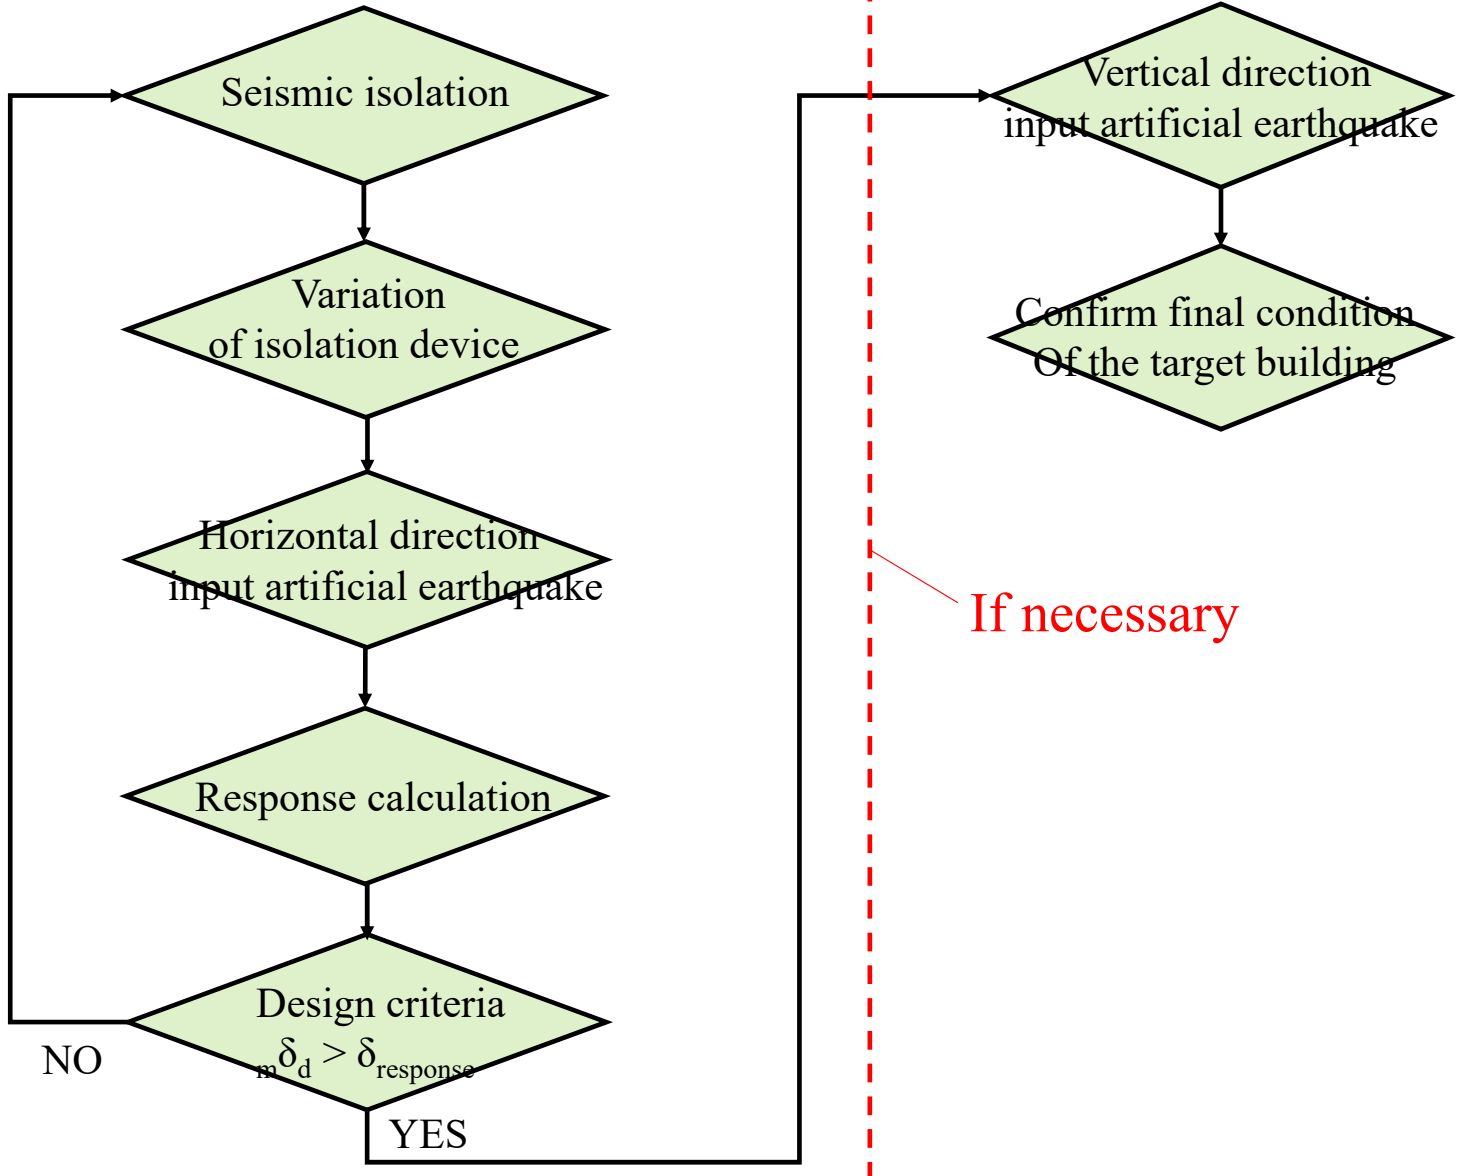 Seismic isolation
Variation
of isolation device
Horizontal direction
input artificial earthquake
Response calculation
Design criteria
mδd > δresponse
NO
YES
Vertical direction
input artificial earthquake
Confirm final condition
Of the target building
If necessary